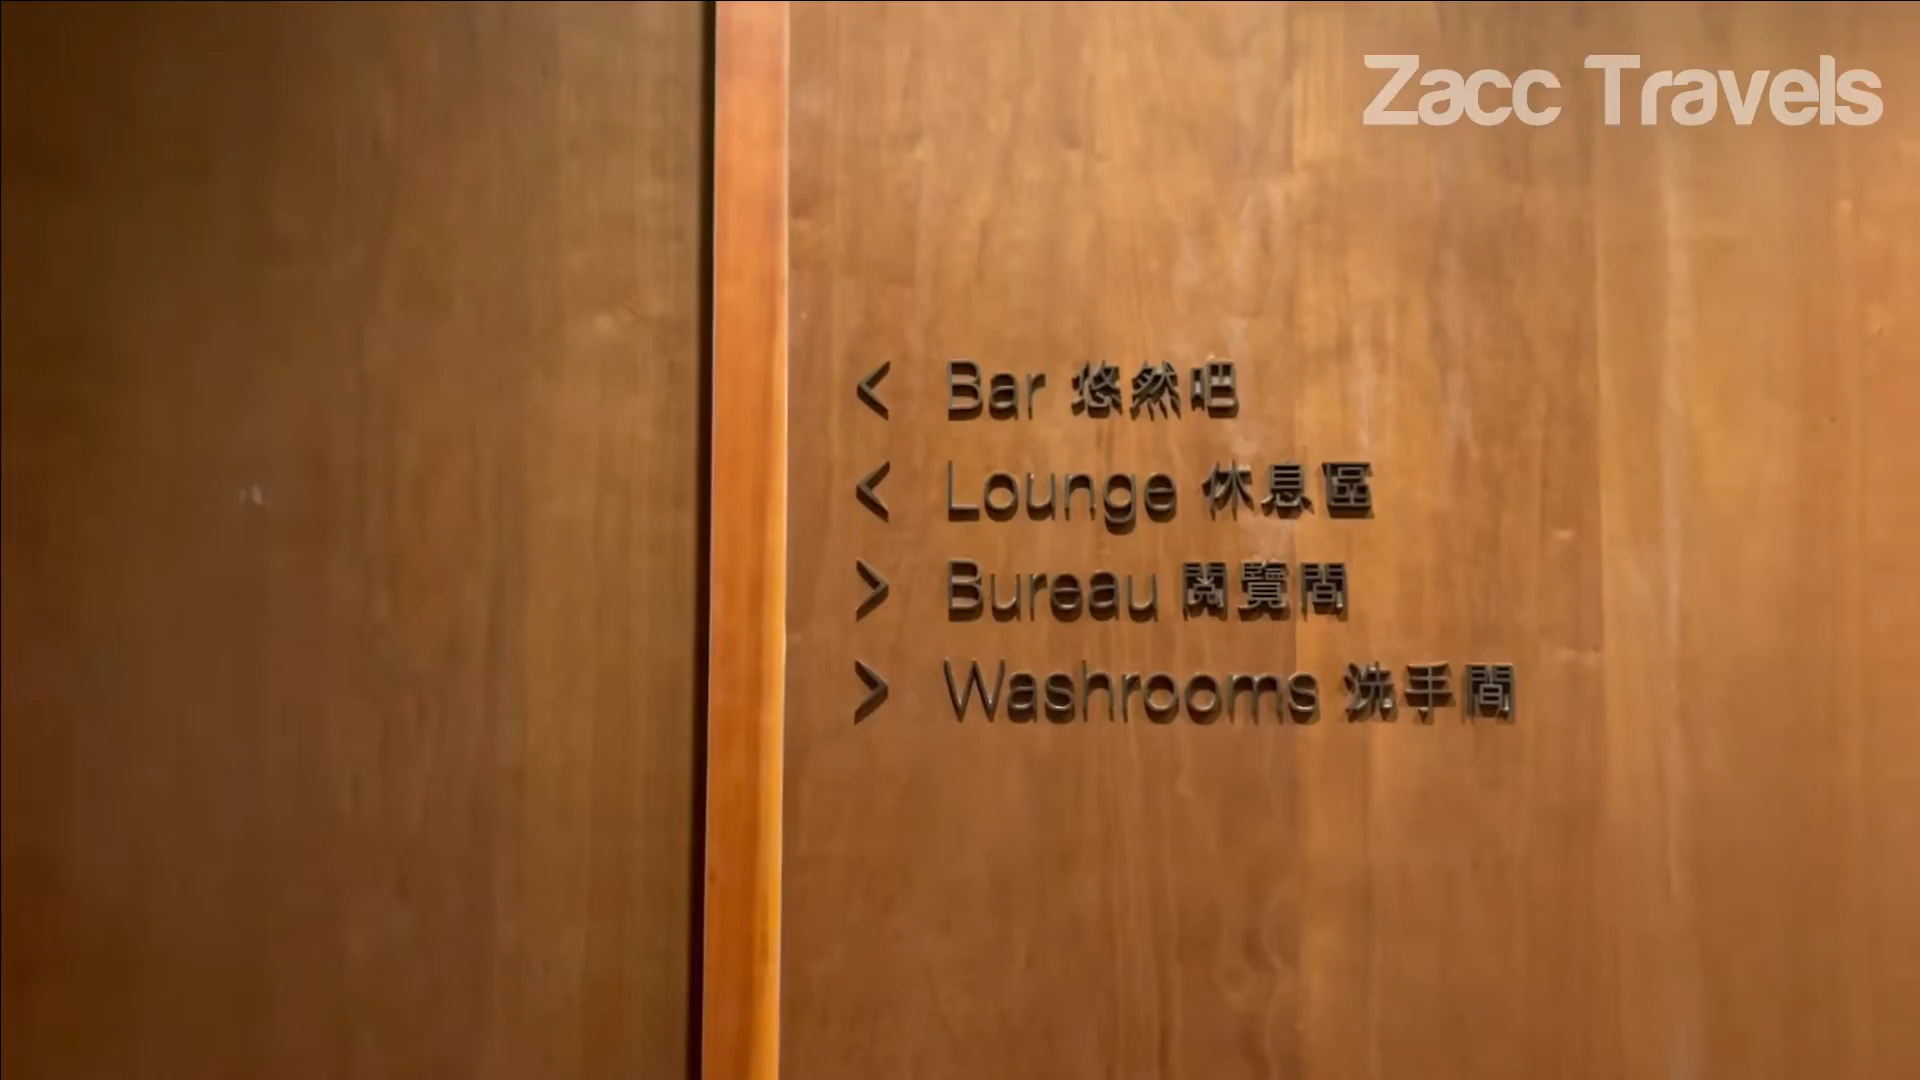 Zacc Travels
< Bar 悠然吧
< Lounge 休息區
> Bureau 閱覽間
> Washrooms 洗手間